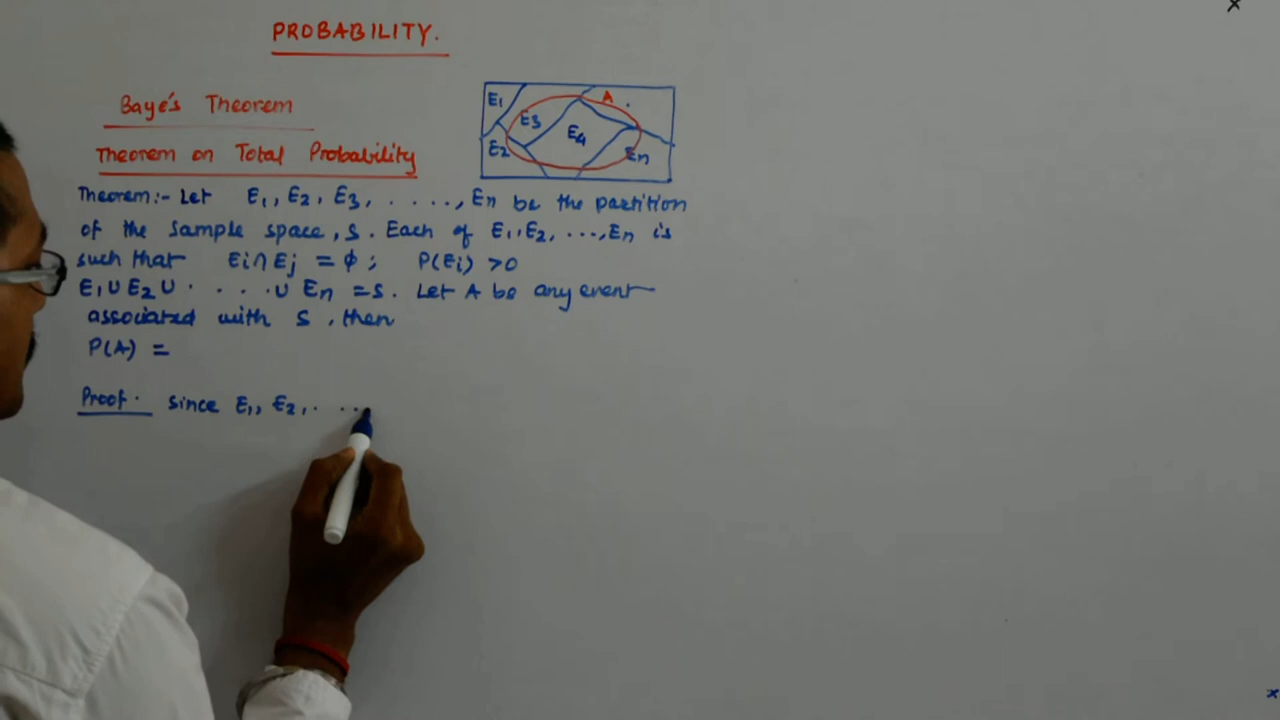 PROBABILITY.
Baye's Theorem
Theorem on Total Probability
E1
E2
E3
E4
En
A
Theorem:- Let E1, E2, E3, . . . . ., En be the partition
of the sample space, S. Each of E1, E2, ..., En is
such that Ei∩Ej = φ; P(Ei) >0
E1 U E2 U . . . . U En = S. Let A be any event
associated with S, then
P(A) =
Proof. since E1, E2, . . . .